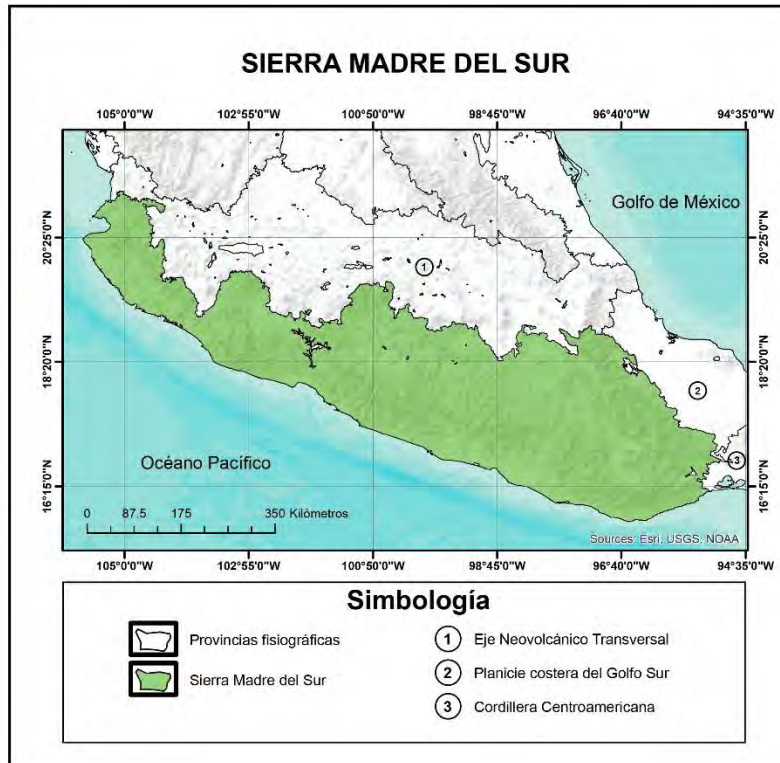 SIERRA MADRE DEL SUR
105°0'0"W 102°55'0"W 100°50'0"W 98°45'0"W 96°40'0"W 94°35'0"W
Golfo de México
20°25'0"N 20°25'0"N
1
18°20'0"N 18°20'0"N
2
Océano Pacífico
3
16°15'0"N 16°15'0"N
0 87.5 175 350 Kilómetros
Sources: Esri, USGS, NOAA
105°0'0"W 102°55'0"W 100°50'0"W 98°45'0"W 96°40'0"W 94°35'0"W
Simbología
Provincias fisiográficas
Sierra Madre del Sur
1 Eje Neovolcánico Transversal
2 Planicie costera del Golfo Sur
3 Cordillera Centroamericana